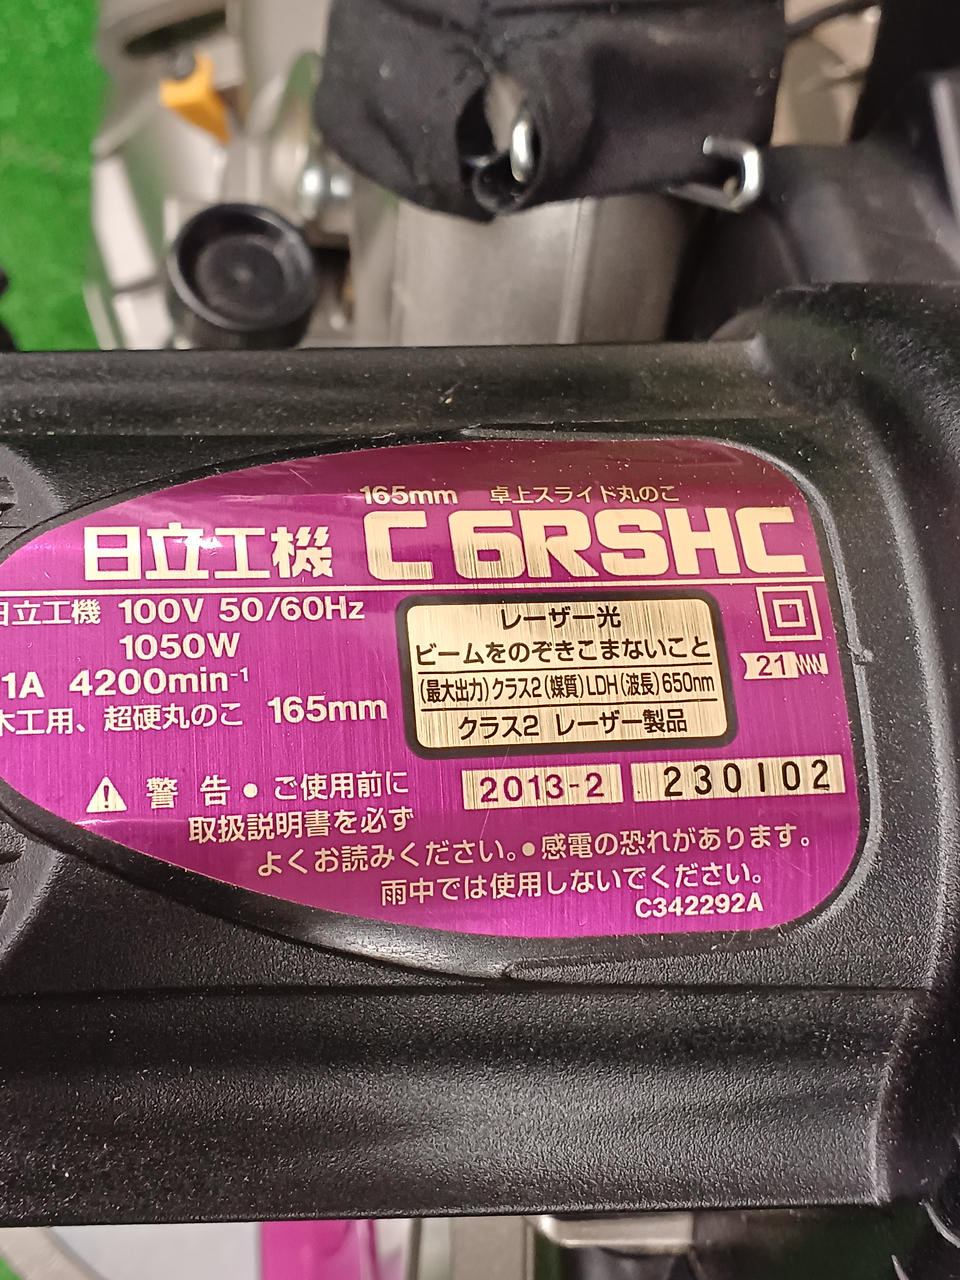 165mm 卓上スライド丸のこ
日立工機 C 6RSHC
日立工機 100V 50/60Hz
1050W
1A 4200min⁻¹
木工用、超硬丸のこ 165mm
レーザー光
ビームをのぞきこまないこと
(最大出力)クラス2(媒質)LDH(波長)650nm
クラス2 レーザー製品
21
警告 ● ご使用前に
取扱説明書を必ず
よくお読みください。● 感電の恐れがあります。
雨中では使用しないでください。
2013-2 230102
C342292A